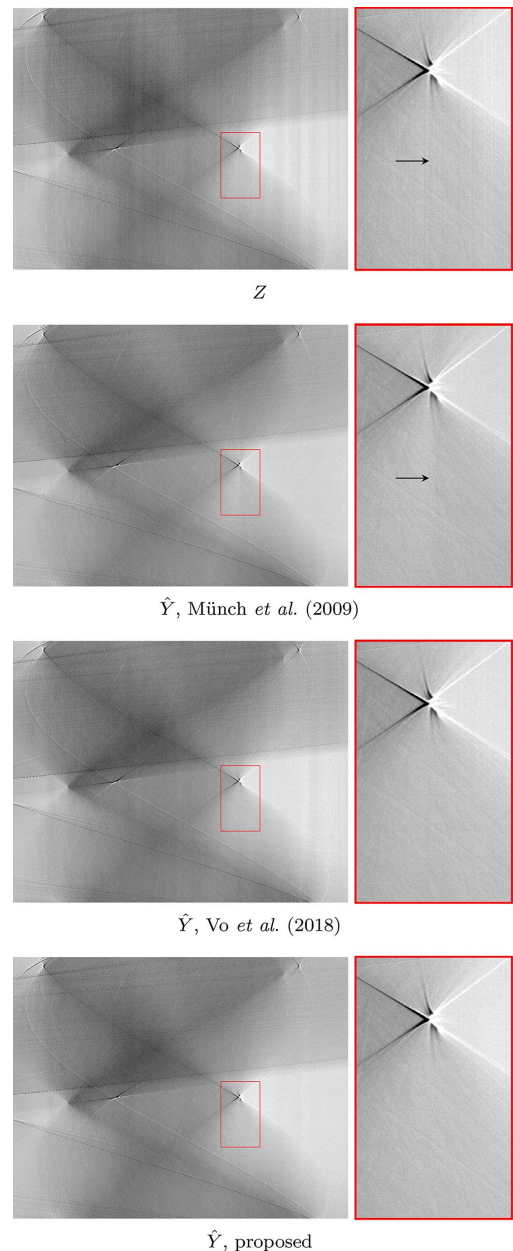 Z
Ŷ, Münch et al. (2009)
Ŷ, Vo et al. (2018)
Ŷ, proposed